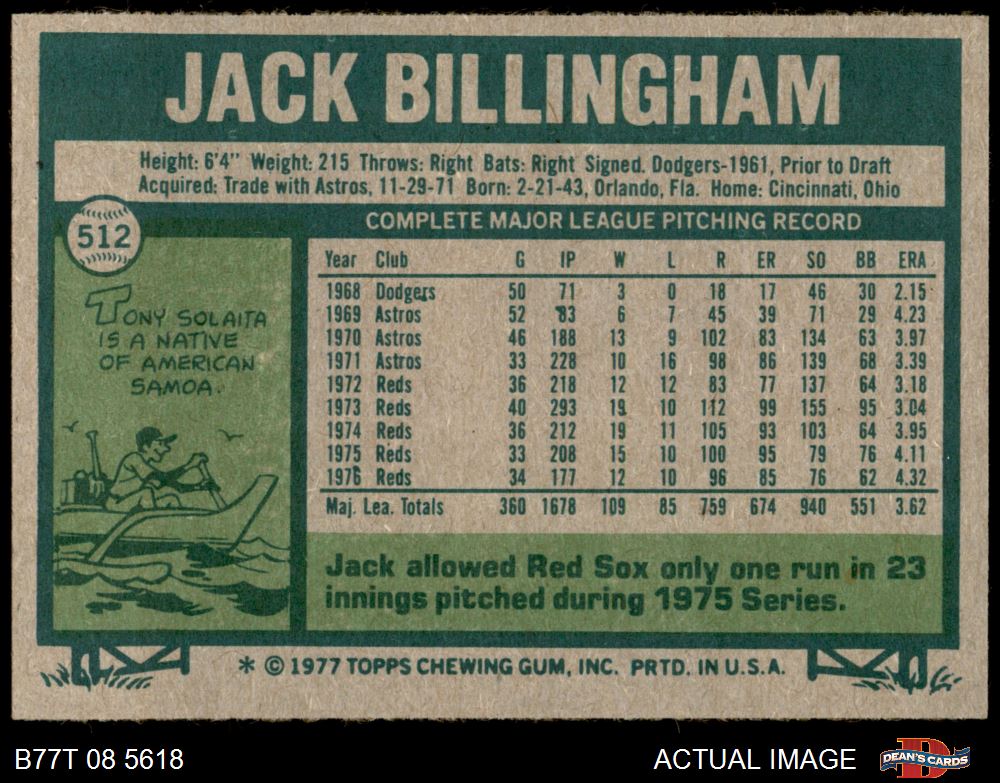 JACK BILLINGHAM
Height: 6'4" Weight: 215 Throws: Right Bats: Right Signed. Dodgers-1961, Prior to Draft
Acquired: Trade with Astros, 11-29-71 Born: 2-21-43, Orlando, Fla. Home: Cincinnati, Ohio
512
COMPLETE MAJOR LEAGUE PITCHING RECORD
TONY SOLAITA
IS A NATIVE
OF AMERICAN
SAMOA.
Year Club G IP W L R ER SO BB ERA
1968 Dodgers 50 71 3 0 18 17 46 30 2.15
1969 Astros 52 83 6 7 45 39 71 29 4.23
1970 Astros 46 188 13 9 102 83 134 63 3.97
1971 Astros 33 228 10 16 98 86 139 68 3.39
1972 Reds 36 218 12 12 83 77 137 64 3.18
1973 Reds 40 293 19 10 112 99 155 95 3.04
1974 Reds 36 212 19 11 105 93 103 64 3.95
1975 Reds 33 208 15 10 100 95 79 76 4.11
1976 Reds 34 177 12 10 96 85 76 62 4.32
Maj. Lea. Totals 360 1678 109 85 759 674 940 551 3.62
Jack allowed Red Sox only one run in 23
innings pitched during 1975 Series.
* © 1977 TOPPS CHEWING GUM, INC. PRTD. IN U.S.A.
B77T 08 5618
ACTUAL IMAGE
DEAN'S CARDS